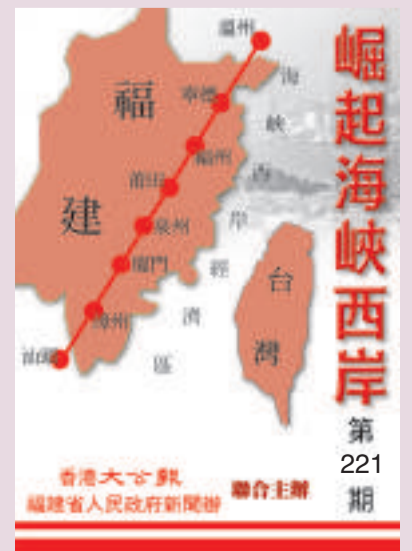 崛起海峽西岸
第
221
期
溫州
寧德
福州
莆田
泉州
廈門
漳州
汕頭
福建
海峽西岸經濟區
台灣
香港大公報
福建省人民政府新聞辦
聯合主辦